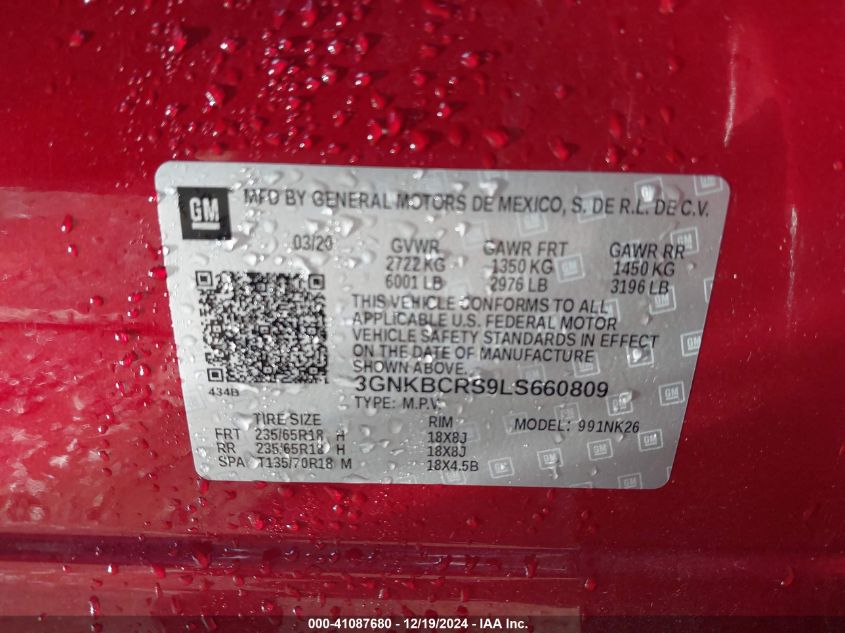 GM MFD BY GENERAL MOTORS DE MEXICO, S. DE R.L. DE C.V.
03/20 GVWR GAWR FRT GAWR RR
2722 KG 1350 KG 1450 KG
6001 LB 2976 LB 3196 LB
THIS VEHICLE CONFORMS TO ALL
APPLICABLE U.S. FEDERAL MOTOR
VEHICLE SAFETY STANDARDS IN EFFECT
ON THE DATE OF MANUFACTURE
SHOWN ABOVE.
434B 3GNKBCRS9LS660809
TYPE: M.P.V.
TIRE SIZE RIM MODEL: 991NK26
FRT 235/65R18 H 18X8J
RR 235/65R18 H 18X8J
SPA T135/70R18 M 18X4.5B
000-41087680 - 12/19/2024 - IAA Inc.